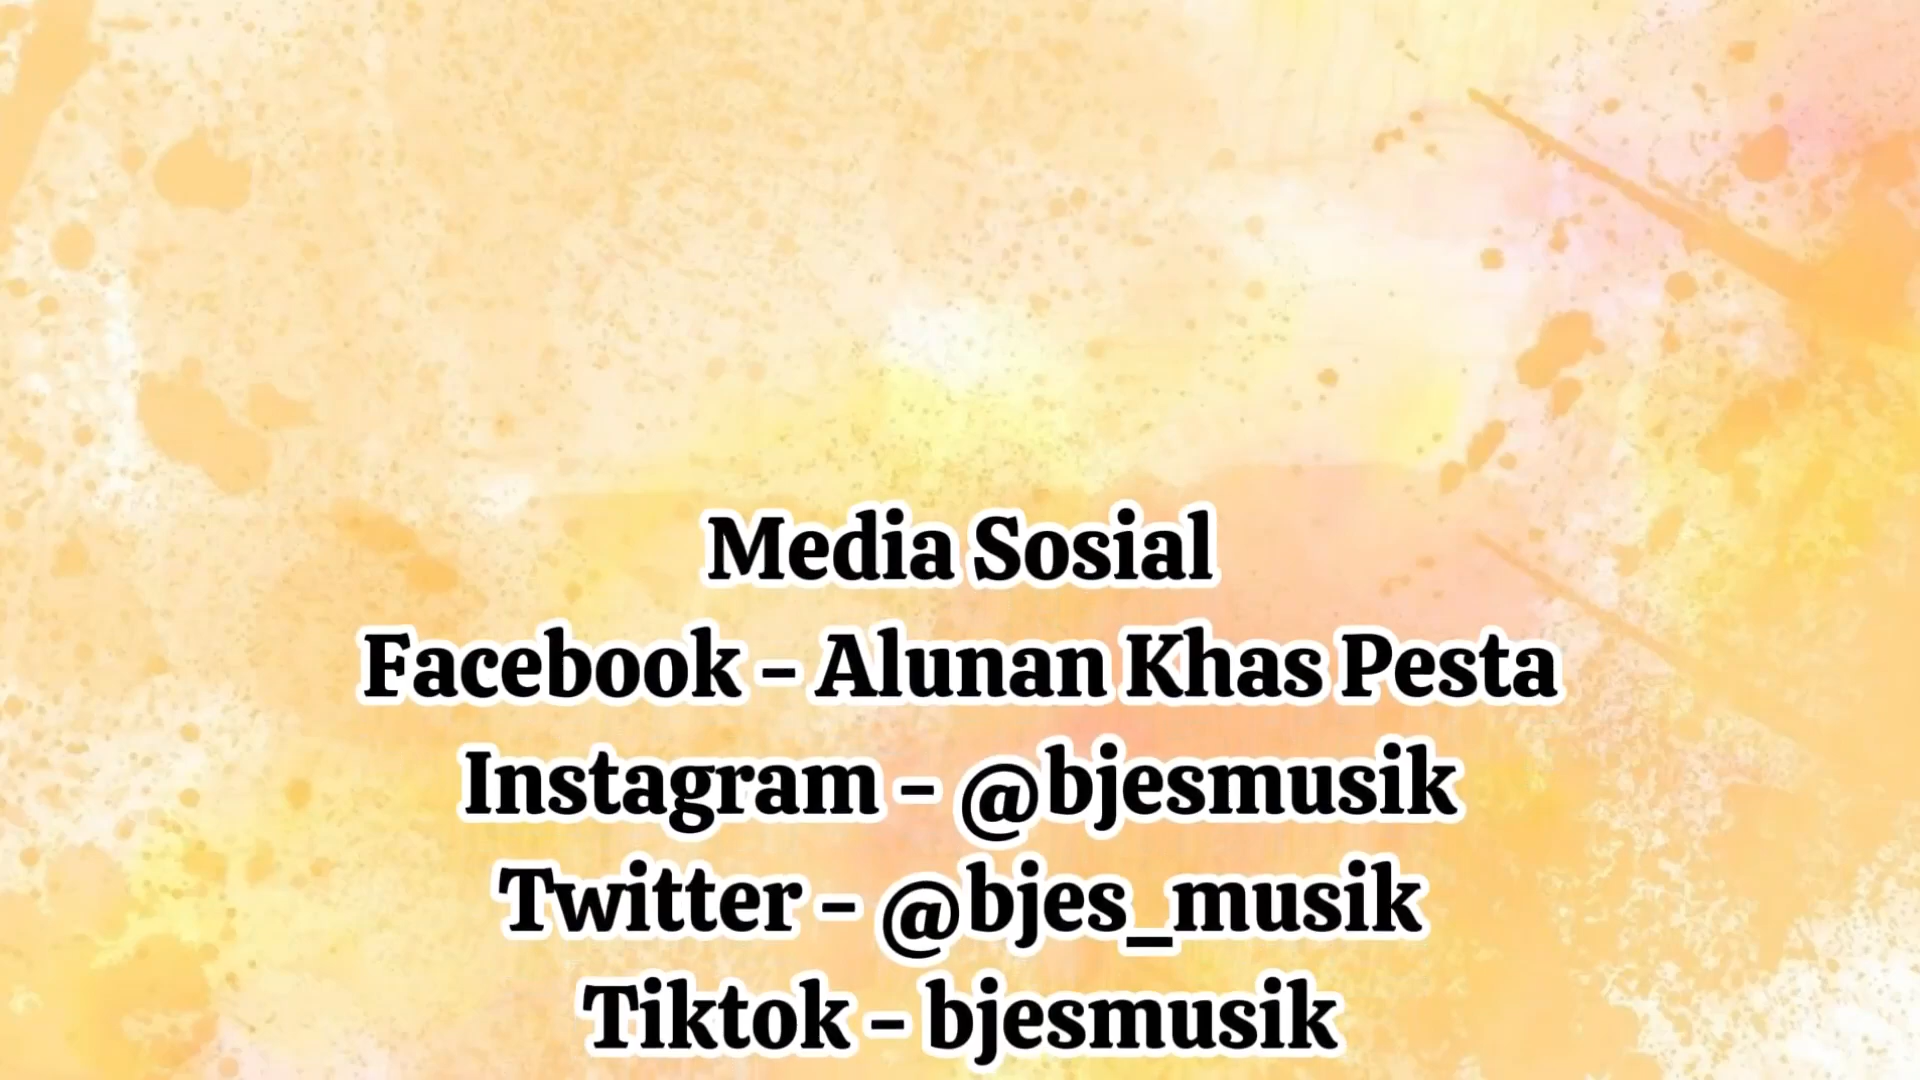 Media Sosial
Facebook - Alunan Khas Pesta
Instagram - @bjesmusik
Twitter - @bjes_musik
Tiktok - bjesmusik